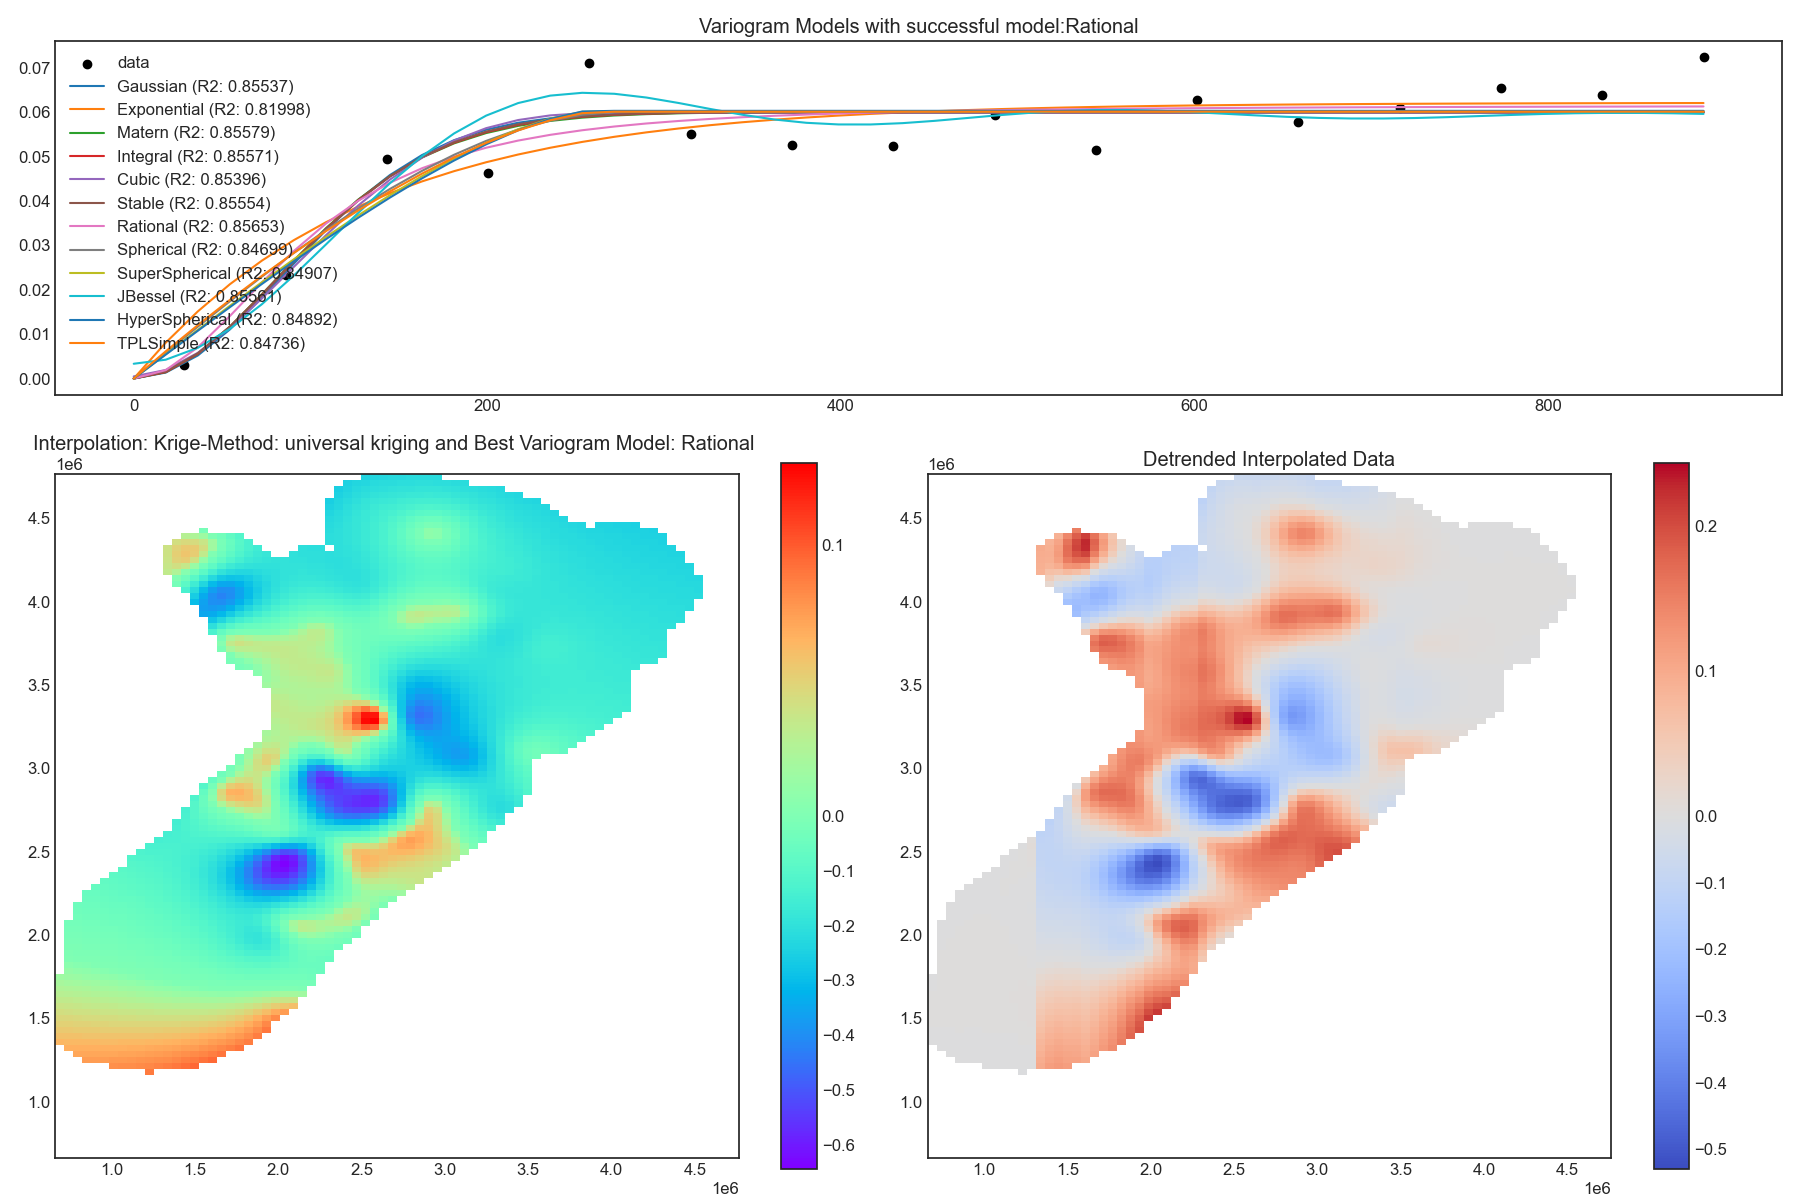 Variogram Models with successful model:Rational
0.07
0.06
0.05
0.04
0.03
0.02
0.01
0.00
data
Gaussian (R2: 0.85537)
Exponential (R2: 0.81998)
Matern (R2: 0.85579)
Integral (R2: 0.85571)
Cubic (R2: 0.85396)
Stable (R2: 0.85554)
Rational (R2: 0.85653)
Spherical (R2: 0.84699)
SuperSpherical (R2: 0.84907)
JBessel (R2: 0.85561)
HyperSpherical (R2: 0.84892)
TPLSimple (R2: 0.84736)
0 200 400 600 800
Interpolation: Krige-Method: universal kriging and Best Variogram Model: Rational
1e6
4.5
4.0
3.5
3.0
2.5
2.0
1.5
1.0
1.0 1.5 2.0 2.5 3.0 3.5 4.0 4.5
1e6
0.1
0.0
−0.1
−0.2
−0.3
−0.4
−0.5
−0.6
Detrended Interpolated Data
1e6
4.5
4.0
3.5
3.0
2.5
2.0
1.5
1.0
1.0 1.5 2.0 2.5 3.0 3.5 4.0 4.5
1e6
0.2
0.1
0.0
−0.1
−0.2
−0.3
−0.4
−0.5